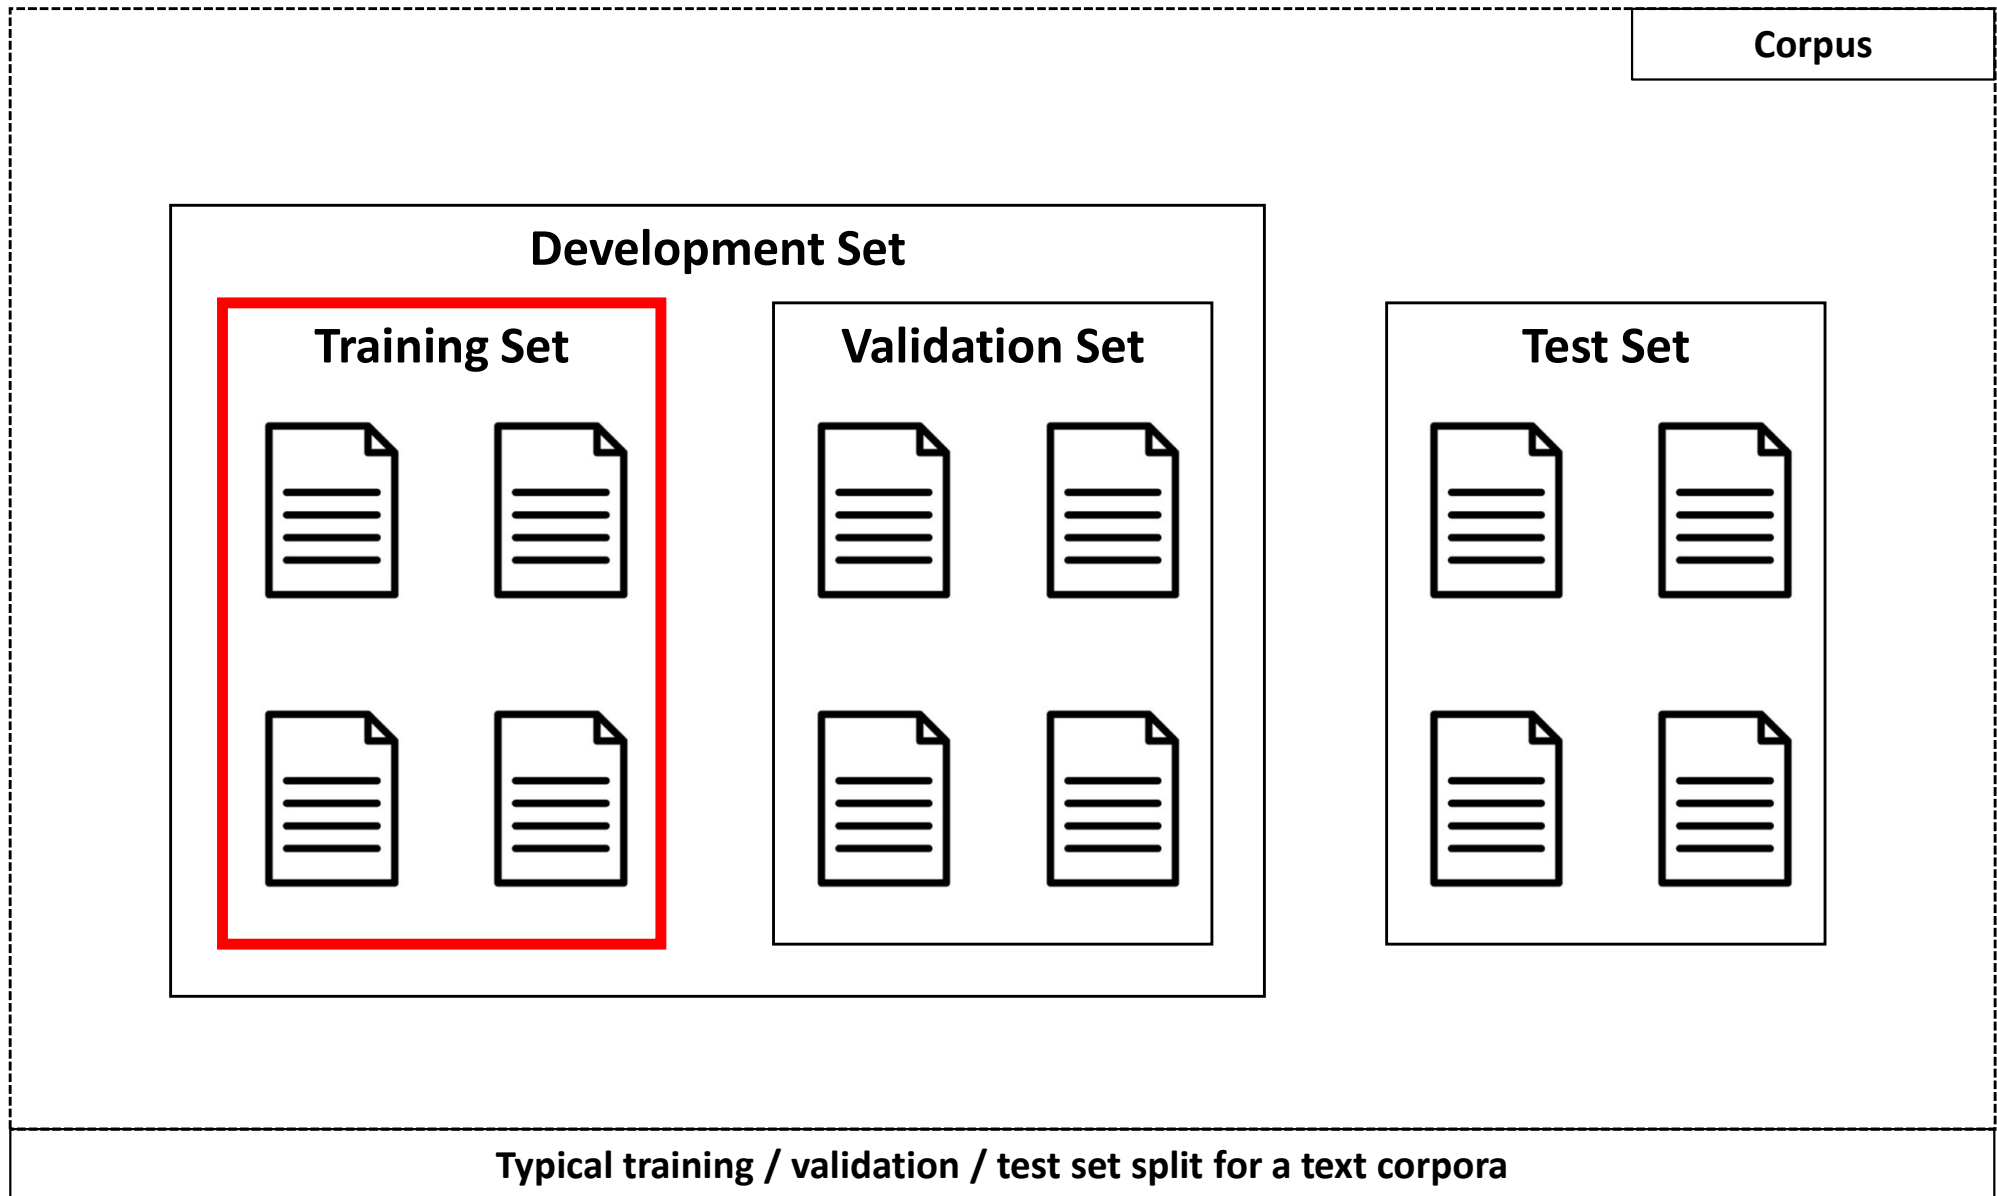 Corpus
Development Set
Training Set
Validation Set
Test Set
Typical training / validation / test set split for a text corpora